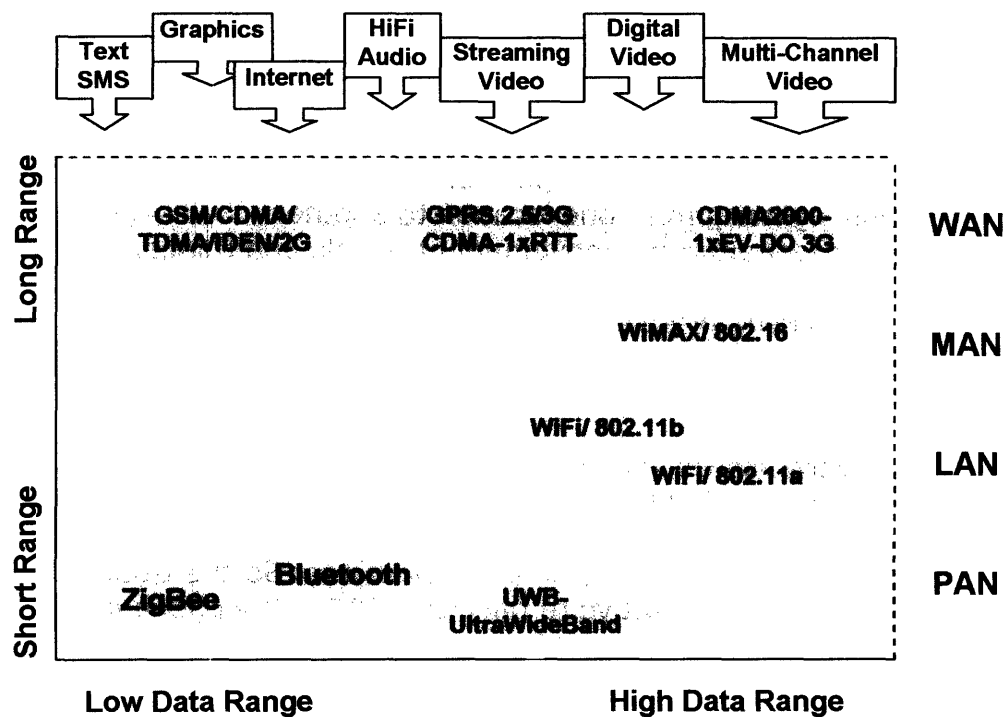 Text
SMS
Graphics
Internet
HiFi
Audio
Streaming
Video
Digital
Video
Multi-Channel
Video
Long Range
Short Range
GSM/CDMA/
TDMA/IDEN/2G
GPRS 2.5/3G
CDMA-1xRTT
CDMA2000-
1xEV-DO 3G
WAN
WiMAX/ 802.16
MAN
WiFi/ 802.11b
WiFi/ 802.11a
LAN
Bluetooth
ZigBee
UWB-
UltraWideBand
PAN
Low Data Range
High Data Range